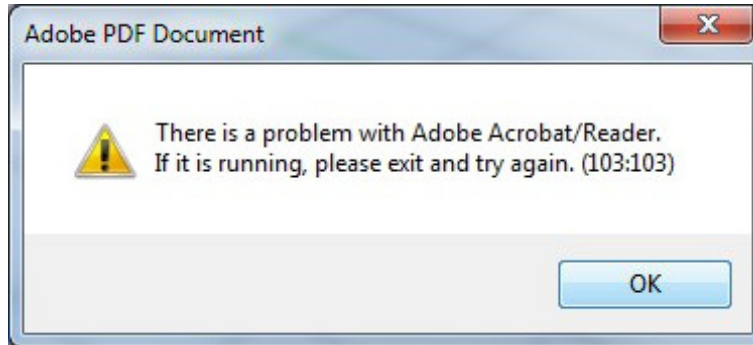 Adobe PDF Document
There is a problem with Adobe Acrobat/Reader.
If it is running, please exit and try again. (103:103)
OK